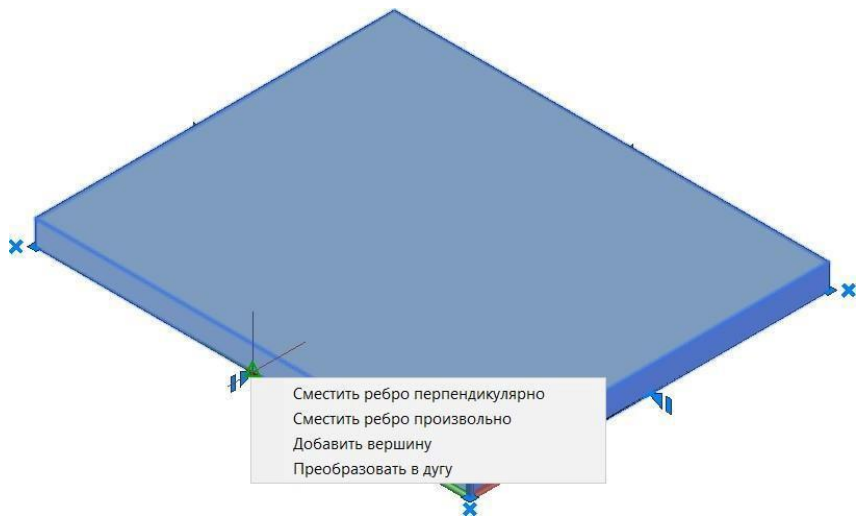 Сместить ребро перпендикулярно
Сместить ребро произвольно
Добавить вершину
Преобразовать в дугу